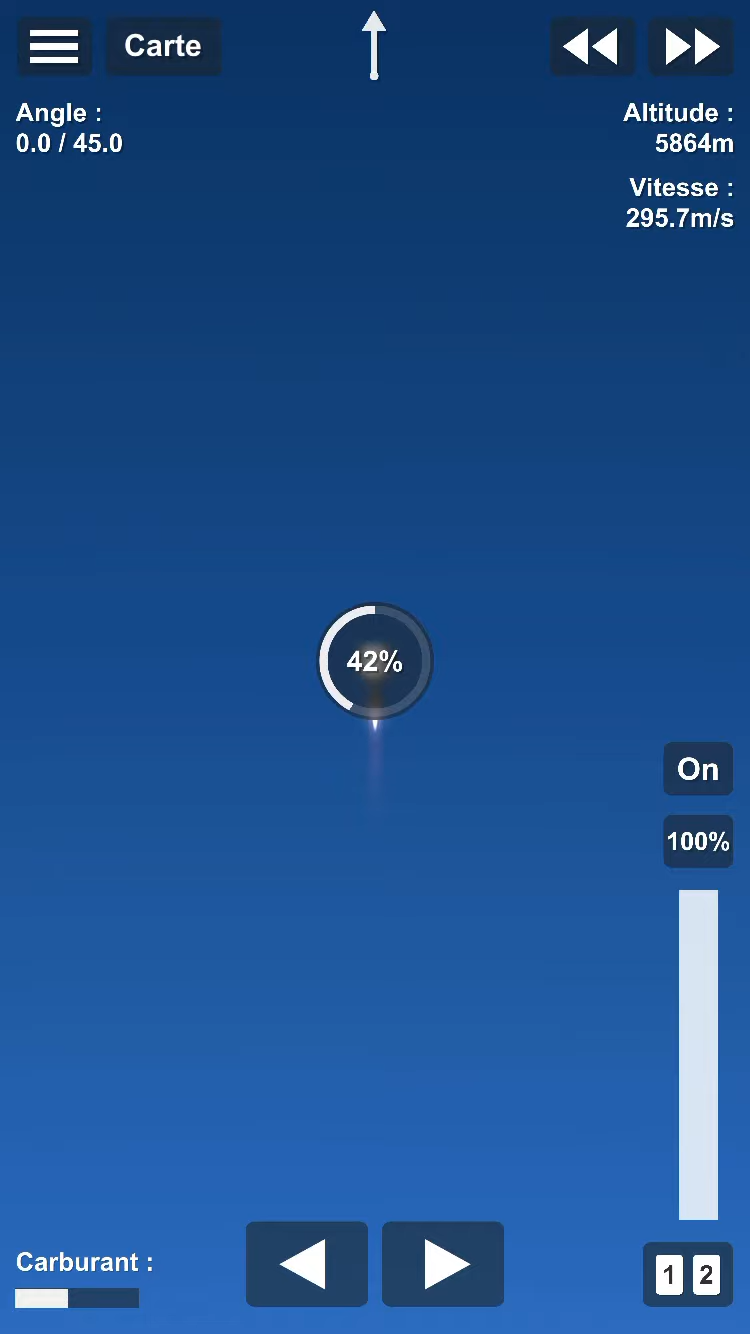 Carte
Angle :
0.0 / 45.0
Altitude :
5864m
Vitesse :
295.7m/s
42%
On
100%
Carburant :
1 2